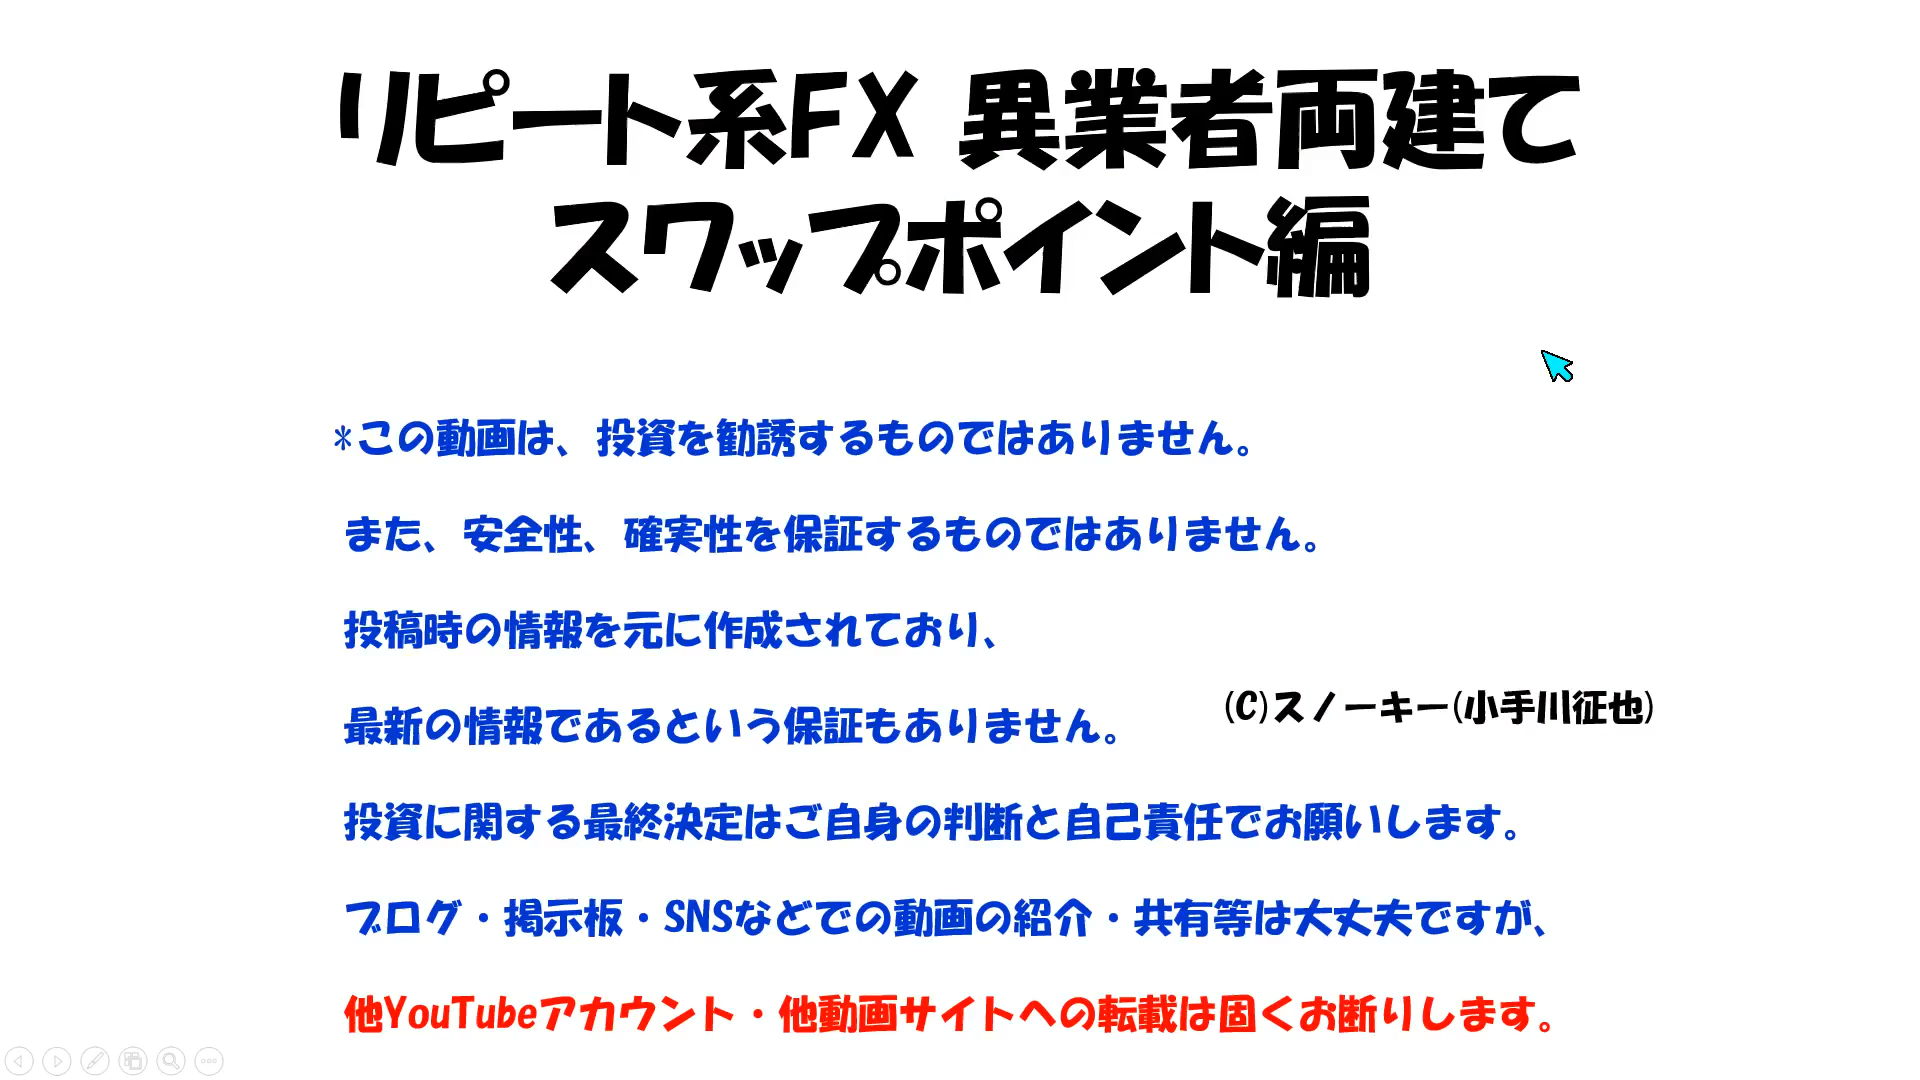 リピート系FX 異業者両建て
スワップポイント編
*この動画は、投資を勧誘するものではありません。
また、安全性、確実性を保証するものではありません。
投稿時の情報を元に作成されており、
最新の情報であるという保証もありません。
(C)スノーキー(小手川征也)
投資に関する最終決定はご自身の判断と自己責任でお願いします。
ブログ・掲示板・SNSなどでの動画の紹介・共有等は大丈夫ですが、
他YouTubeアカウント・他動画サイトへの転載は固くお断りします。